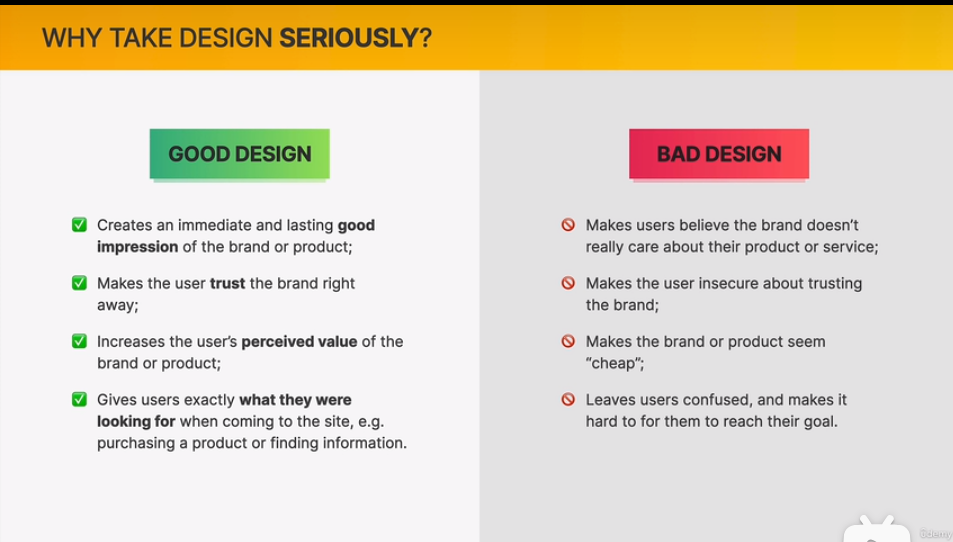 WHY TAKE DESIGN SERIOUSLY?
GOOD DESIGN
Creates an immediate and lasting good
impression of the brand or product;
Makes the user trust the brand right
away;
Increases the user's perceived value of the
brand or product;
Gives users exactly what they were
looking for when coming to the site, e.g.
purchasing a product or finding information.
BAD DESIGN
Makes users believe the brand doesn't
really care about their product or service;
Makes the user insecure about trusting
the brand;
Makes the brand or product seem
“cheap”;
Leaves users confused, and makes it
hard to for them to reach their goal.
ûdemy